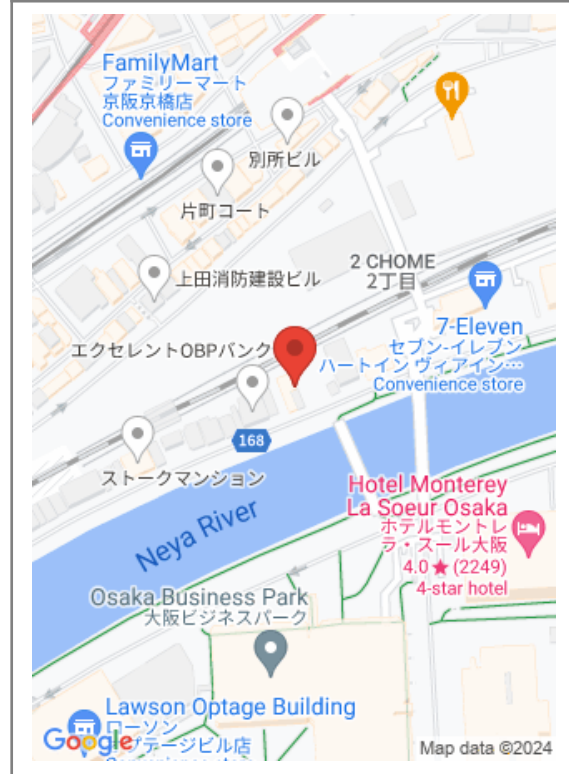 FamilyMart
ファミリーマート
京阪京橋店
Convenience store
別所ビル
片町コート
2 CHOME
2丁目
上田消防建設ビル
7-Eleven
セブン-イレブン
ハートイン ヴィアイン…
Convenience store
エクセレントOBPバンク
168
ストークマンション
Neya River
Hotel Monterey
La Soeur Osaka
ホテルモントレ
ラ・スール大阪
4.0★(2249)
4-star hotel
Osaka Business Park
大阪ビジネスパーク
Lawson Optage Building
ローソン
プテージビル店
Google
Map data ©2024